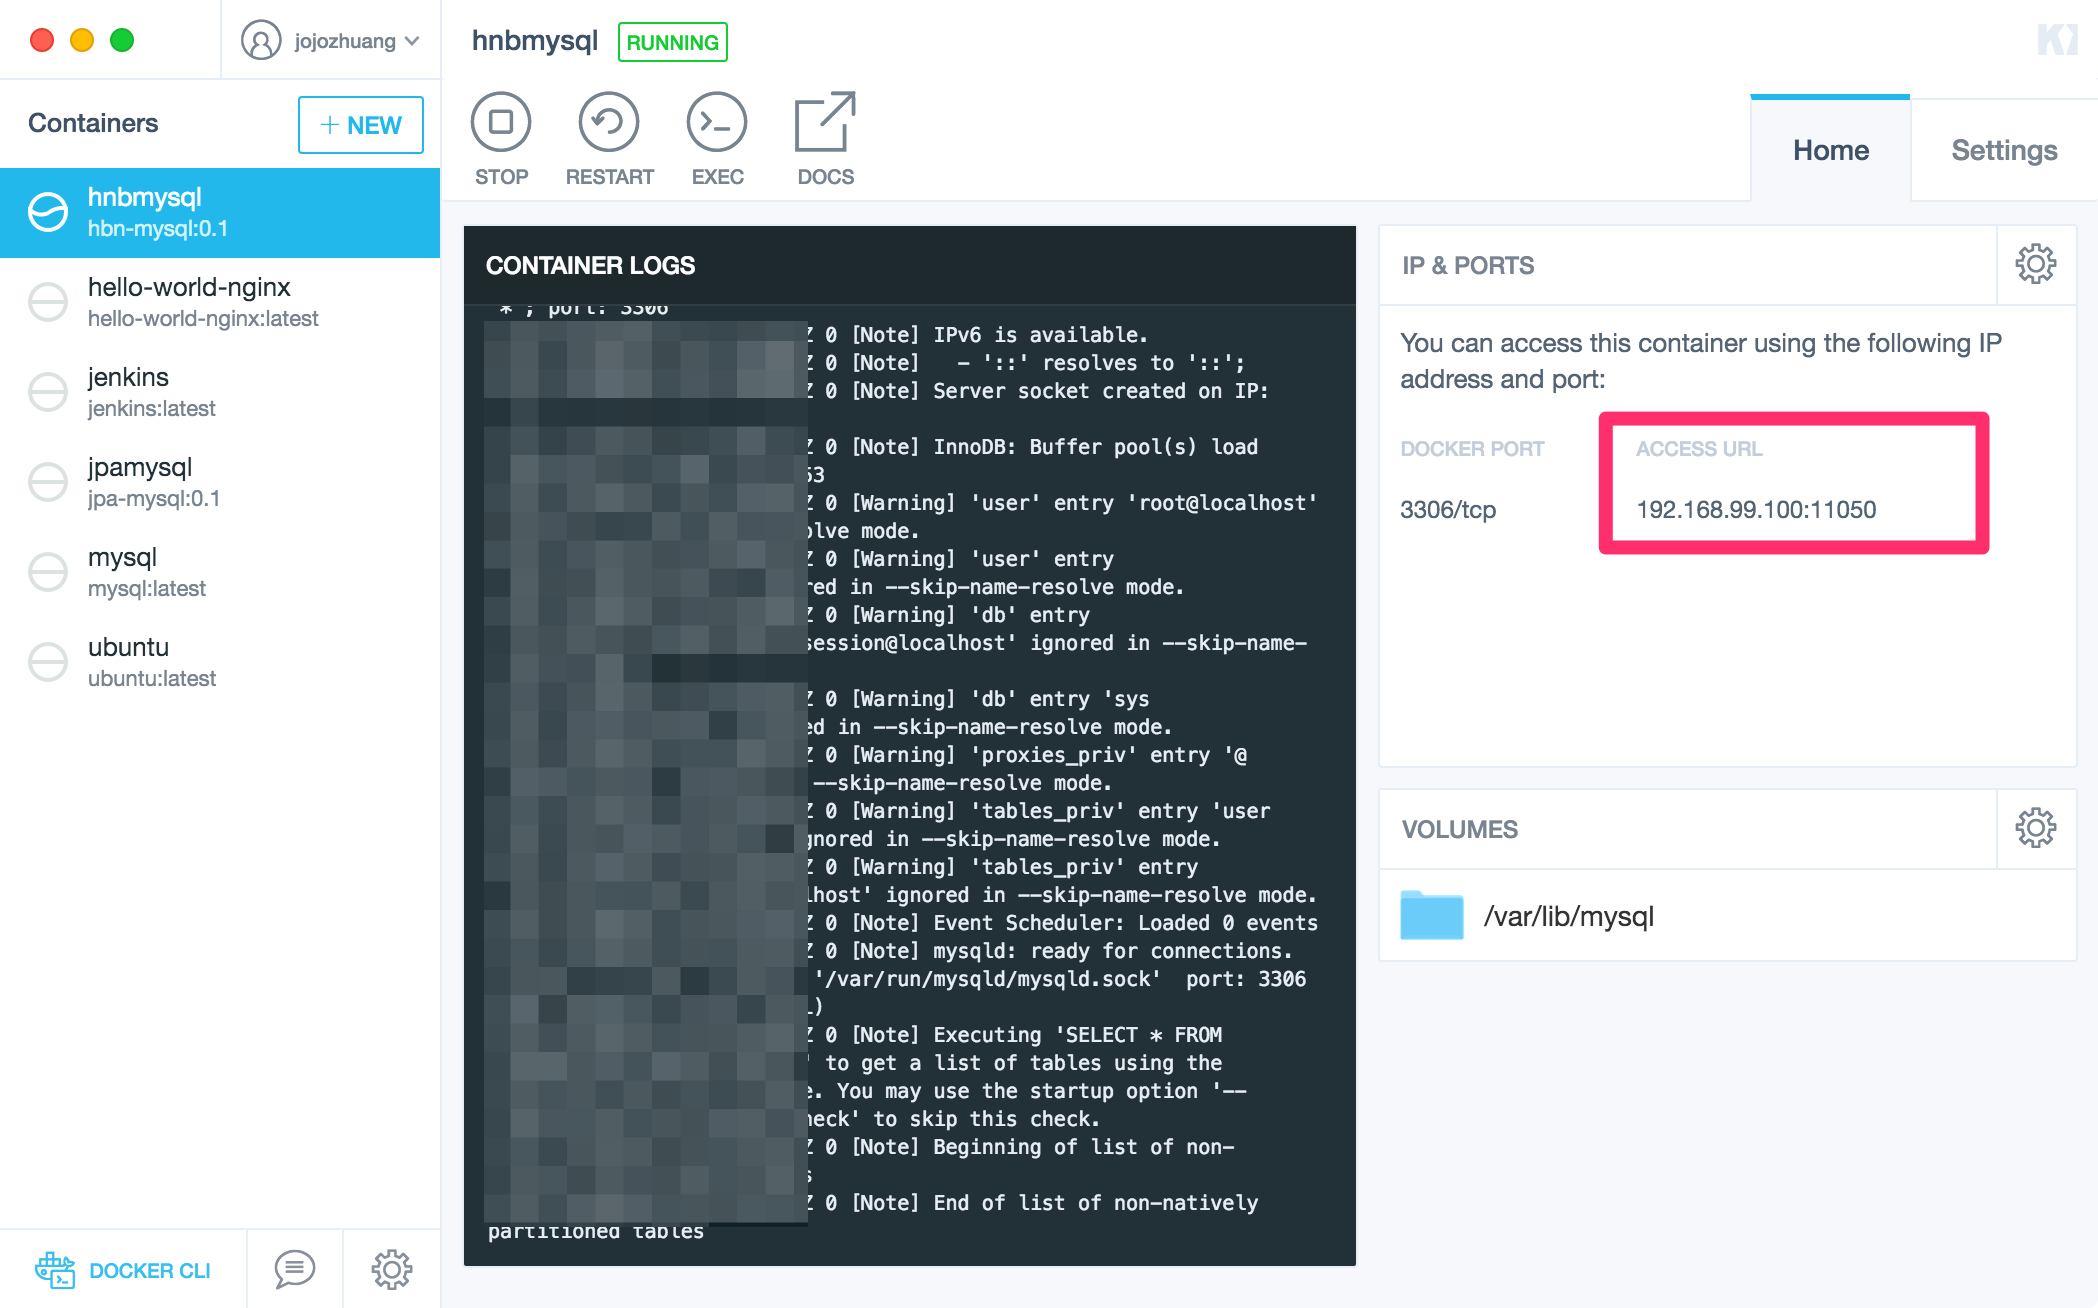 jojozhuang
hnbmysql
RUNNING
Containers
+ NEW
STOP
RESTART
EXEC
DOCS
Home
Settings
hnbmysql
hbn-mysql:0.1
hello-world-nginx
hello-world-nginx:latest
jenkins
jenkins:latest
jpamysql
jpa-mysql:0.1
mysql
mysql:latest
ubuntu
ubuntu:latest
DOCKER CLI
CONTAINER LOGS
'*'; port: 3306
Z 0 [Note] IPv6 is available.
Z 0 [Note]   - '::' resolves to '::';
Z 0 [Note] Server socket created on IP:
Z 0 [Note] InnoDB: Buffer pool(s) load
53
Z 0 [Warning] 'user' entry 'root@localhost'
olve mode.
Z 0 [Warning] 'user' entry
red in --skip-name-resolve mode.
Z 0 [Warning] 'db' entry
session@localhost' ignored in --skip-name-
Z 0 [Warning] 'db' entry 'sys
ed in --skip-name-resolve mode.
Z 0 [Warning] 'proxies_priv' entry '@
--skip-name-resolve mode.
Z 0 [Warning] 'tables_priv' entry 'user
gnored in --skip-name-resolve mode.
Z 0 [Warning] 'tables_priv' entry
lhost' ignored in --skip-name-resolve mode.
Z 0 [Note] Event Scheduler: Loaded 0 events
Z 0 [Note] mysqld: ready for connections.
'/var/run/mysqld/mysqld.sock'  port: 3306
L)
Z 0 [Note] Executing 'SELECT * FROM
' to get a list of tables using the
e. You may use the startup option '--
heck' to skip this check.
Z 0 [Note] Beginning of list of non-
s
Z 0 [Note] End of list of non-natively
partitioned tables
IP & PORTS
You can access this container using the following IP
address and port:
DOCKER PORT
ACCESS URL
3306/tcp
192.168.99.100:11050
VOLUMES
/var/lib/mysql